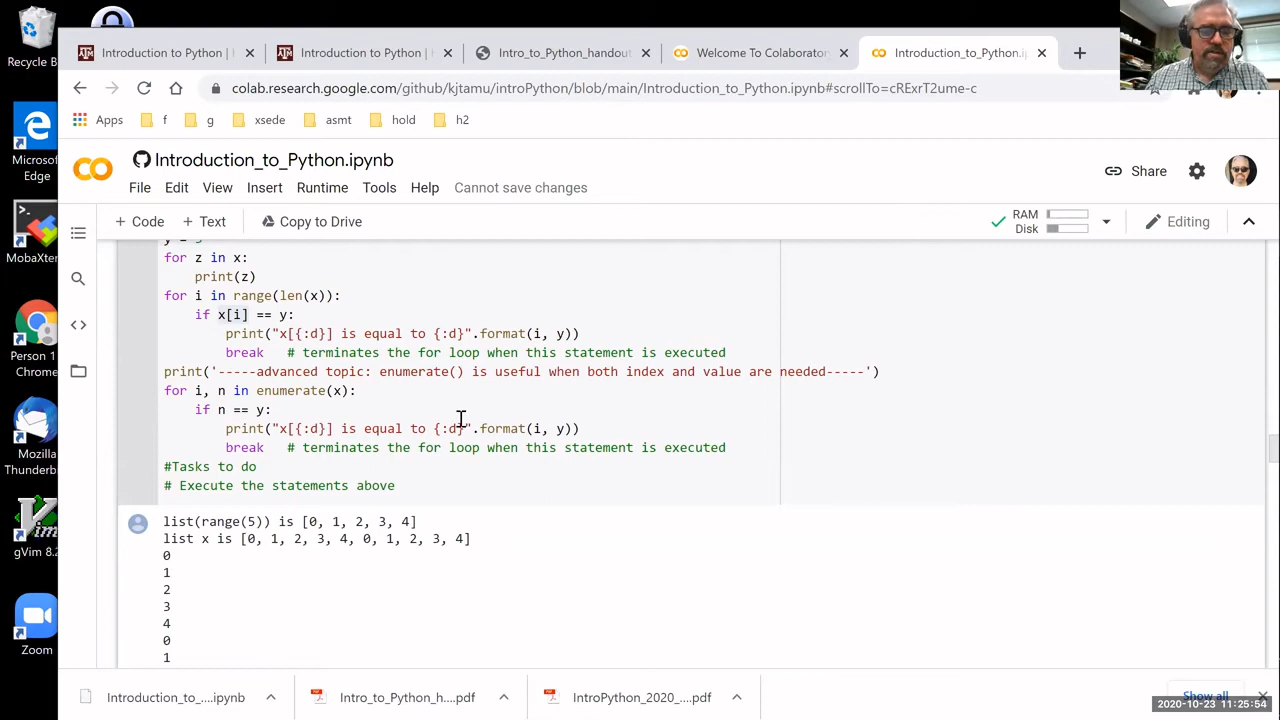 Recycle B
Introduction to Python |
Introduction to Python
Intro_to_Python_handout
Welcome To Colaborator
Introduction_to_Python.i
colab.research.google.com/github/kjtamu/introPython/blob/main/Introduction_to_Python.ipynb#scrollTo=cRExrT2ume-c
Apps f g xsede asmt hold h2
Microsof
Edge
Introduction_to_Python.ipynb
File Edit View Insert Runtime Tools Help Cannot save changes
Share
+ Code + Text Copy to Drive
RAM
Disk
Editing
MobaXter
Person 1
Chrome
Mozilla
Thunderb
gVim 8.2
Zoom
for z in x:
print(z)
for i in range(len(x)):
if x[i] == y:
print("x[{:d}] is equal to {:d}".format(i, y))
break # terminates the for loop when this statement is executed
print('-----advanced topic: enumerate() is useful when both index and value are needed-----')
for i, n in enumerate(x):
if n == y:
print("x[{:d}] is equal to {:d}".format(i, y))
break # terminates the for loop when this statement is executed
#Tasks to do
# Execute the statements above
list(range(5)) is [0, 1, 2, 3, 4]
list x is [0, 1, 2, 3, 4, 0, 1, 2, 3, 4]
0
1
2
3
4
0
1
Introduction_to_....ipynb
Intro_to_Python_h....pdf
IntroPython_2020_....pdf
Show all
2020-10-23 11:25:54